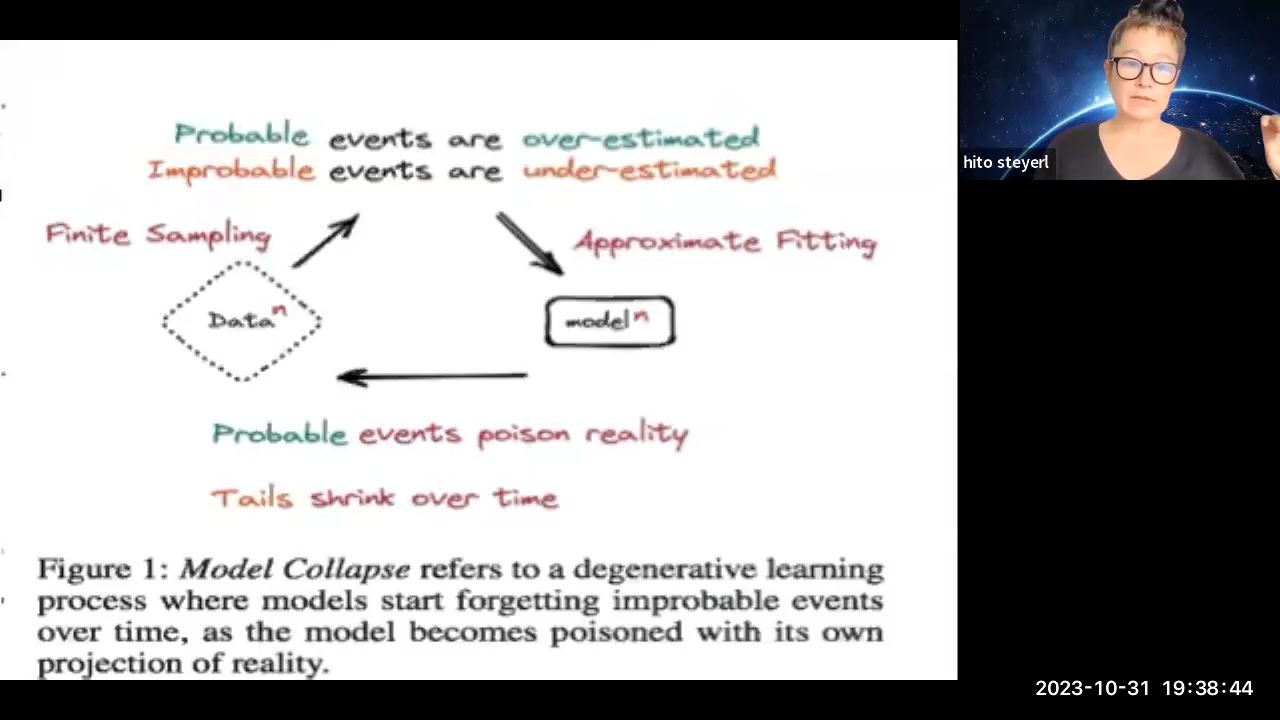 Probable events are over-estimated
Improbable events are under-estimated
Finite Sampling
Approximate Fitting
Data^n
model^n
Probable events poison reality
Tails shrink over time
Figure 1: Model Collapse refers to a degenerative learning
process where models start forgetting improbable events
over time, as the model becomes poisoned with its own
projection of reality.
hito steyerl
2023-10-31 19:38:44